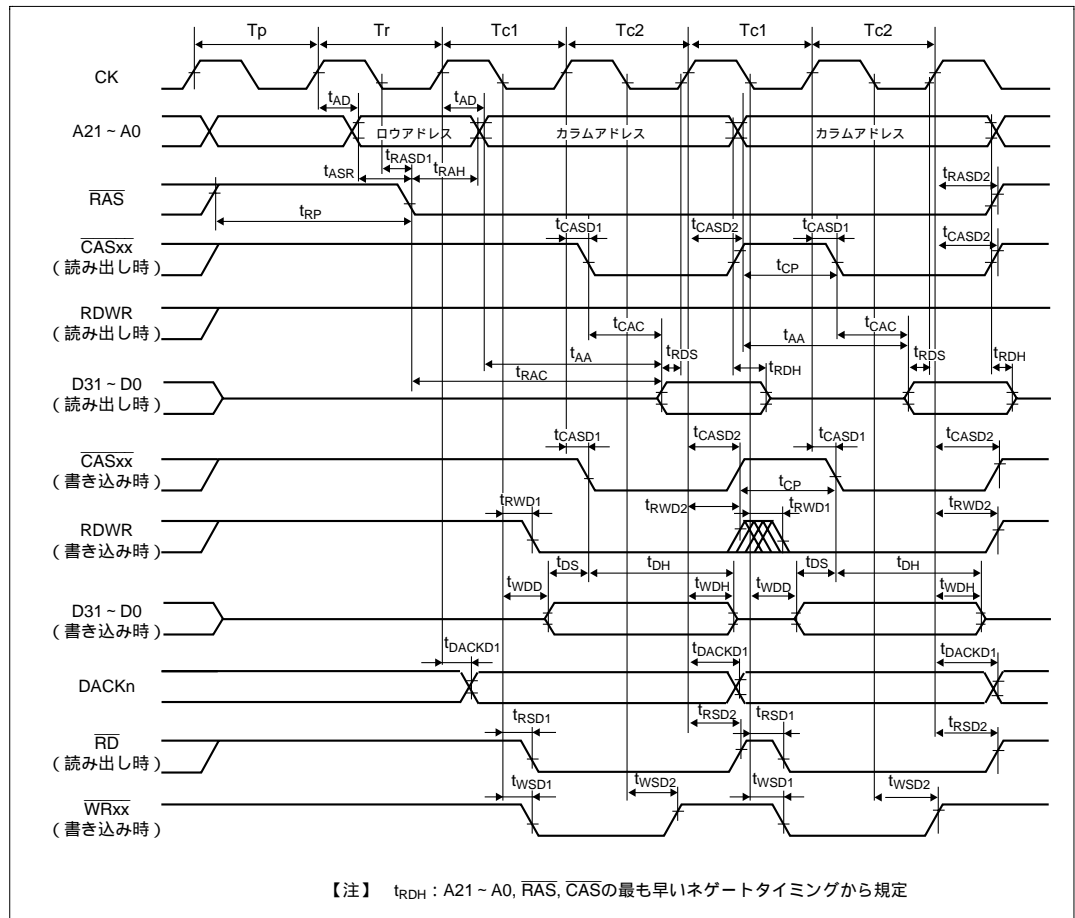 Tp Tr Tc1 Tc2 Tc1 Tc2
CK
tAD tAD
A21 ~ A0 ロウアドレス カラムアドレス カラムアドレス
tRASD1
tASR tRAH tRASD2
RAS
tRP
tCASD1 tCASD2 tCASD1 tCASD2
CASxx
( 読み出し時 )
tCP
RDWR
( 読み出し時 )
tCAC tCAC
tAA tRDS tAA tRDS tRDH
tRAC tRDH
D31 ~ D0
( 読み出し時 )
tCASD1 tCASD2 tCASD1 tCASD2
CASxx
( 書き込み時 )
tCP
tRWD1 tRWD2 tRWD1 tRWD2
RDWR
( 書き込み時 )
tDS tDH tDS tDH
tWDD tWDH tWDD tWDH
D31 ~ D0
( 書き込み時 )
tDACKD1 tDACKD1 tDACKD1
DACKn
tRSD1 tRSD2 tRSD1 tRSD2
RD
( 読み出し時 )
tWSD1 tWSD2 tWSD1 tWSD2
WRxx
( 書き込み時 )
【注】 tRDH : A21 ~ A0, RAS, CASの最も早いネゲートタイミングから規定